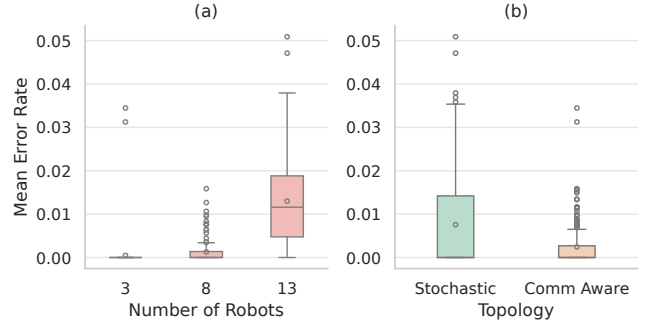 (a)
(b)
Mean Error Rate
0.05
0.04
0.03
0.02
0.01
0.00
3 8 13
Number of Robots
0.05
0.04
0.03
0.02
0.01
0.00
Stochastic Comm Aware
Topology